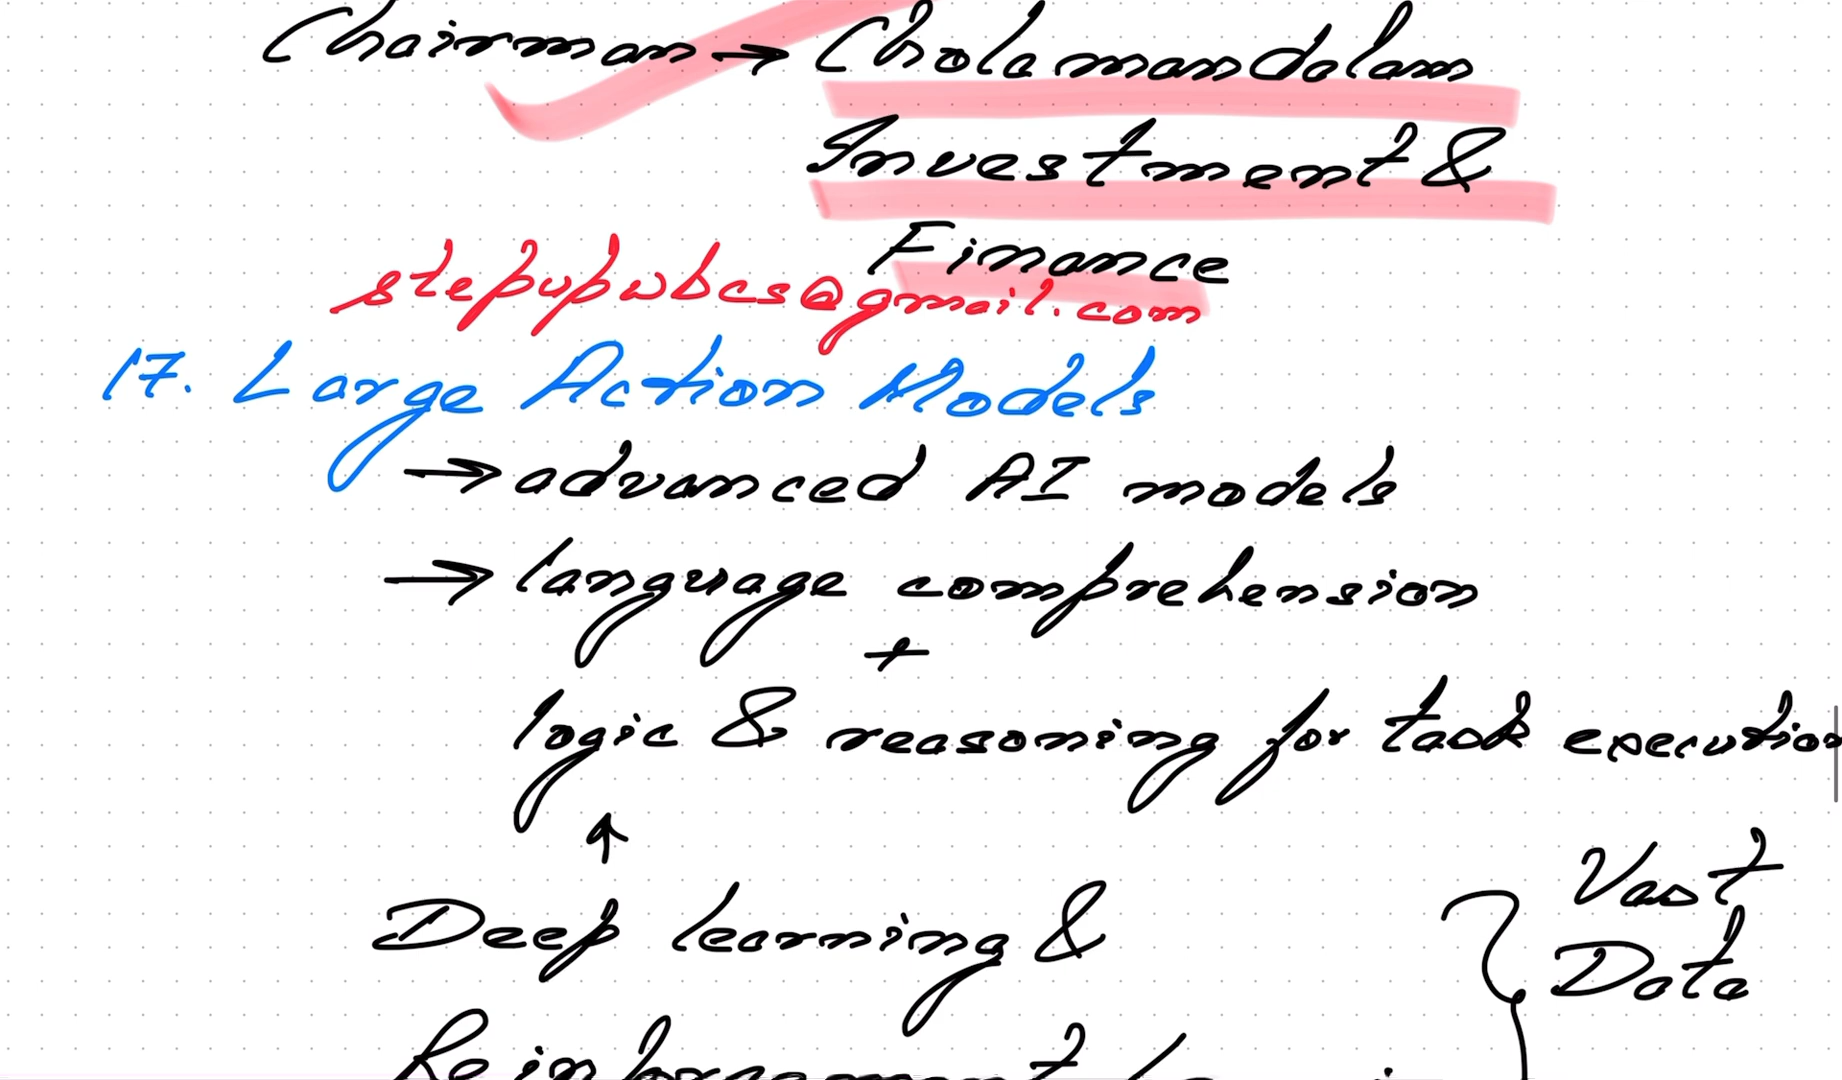 Chairman → Cholamandalam
Investment &
Finance
stepupwbcs@gmail.com
17. Large Action Models
→ advanced AI models
→ language comprehension
+
logic & reasoning for task execution
↑
Deep learning &
Vast
Data
Reinforcement